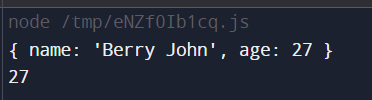 node /tmp/eNZf0Ib1cq.js
{ name: 'Berry John', age: 27 }
27